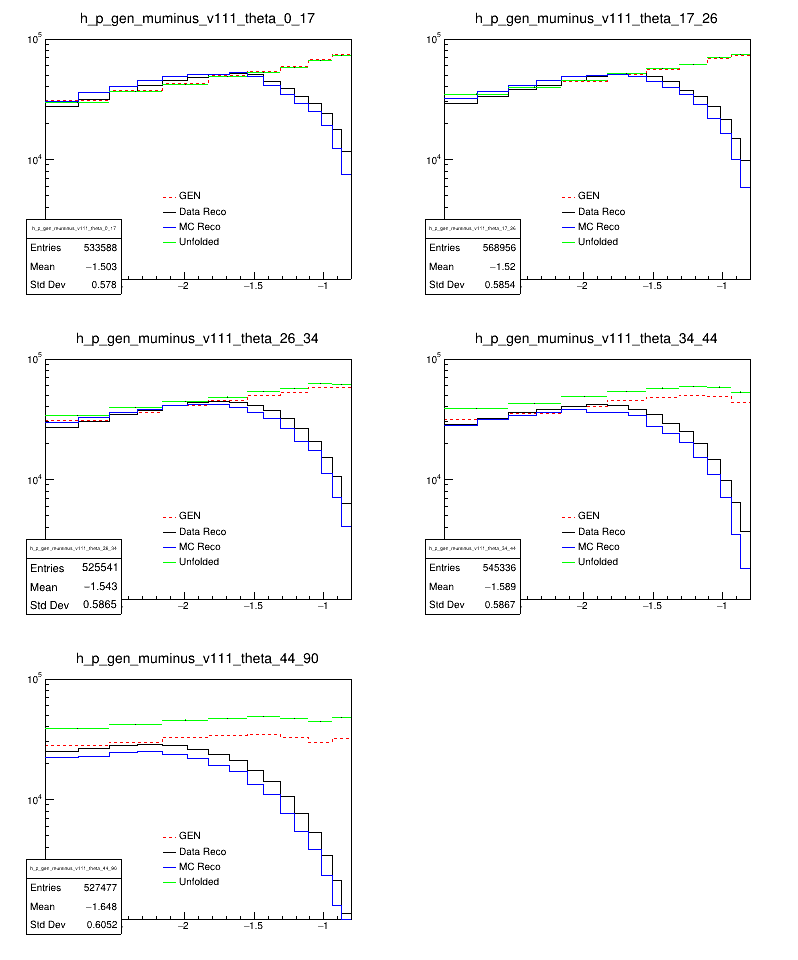 h_p_gen_muminus_v111_theta_0_17
10^5
10^4
GEN
Data Reco
MC Reco
Unfolded
h_p_gen_muminus_v111_theta_0_17
Entries 533588
Mean −1.503
Std Dev 0.578
−2 −1.5 −1
h_p_gen_muminus_v111_theta_17_26
10^5
10^4
GEN
Data Reco
MC Reco
Unfolded
h_p_gen_muminus_v111_theta_17_26
Entries 568956
Mean −1.52
Std Dev 0.5854
−2 −1.5 −1
h_p_gen_muminus_v111_theta_26_34
10^5
10^4
GEN
Data Reco
MC Reco
Unfolded
h_p_gen_muminus_v111_theta_26_34
Entries 525541
Mean −1.543
Std Dev 0.5865
−2 −1.5 −1
h_p_gen_muminus_v111_theta_34_44
10^5
10^4
GEN
Data Reco
MC Reco
Unfolded
h_p_gen_muminus_v111_theta_34_44
Entries 545336
Mean −1.589
Std Dev 0.5867
−2 −1.5 −1
h_p_gen_muminus_v111_theta_44_90
10^5
10^4
GEN
Data Reco
MC Reco
Unfolded
h_p_gen_muminus_v111_theta_44_90
Entries 527477
Mean −1.648
Std Dev 0.6052
−2 −1.5 −1